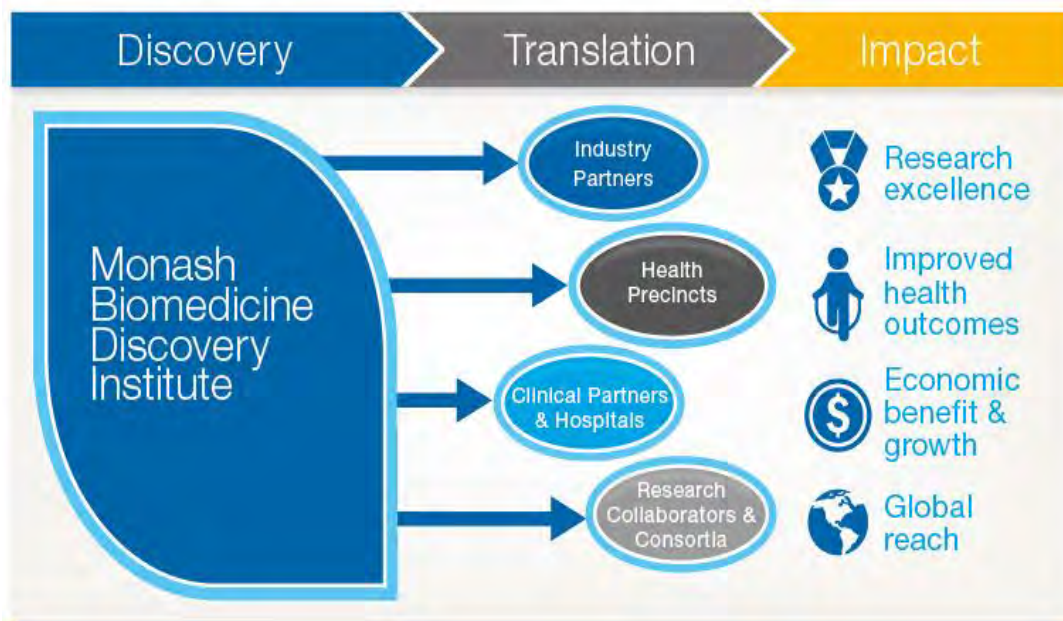 Discovery
Translation
Impact
Monash
Biomedicine
Discovery
Institute
Industry
Partners
Health
Precincts
Clinical Partners
& Hospitals
Research
Collaborators &
Consortia
Research
excellence
Improved
health
outcomes
$
Economic
benefit &
growth
Global
reach